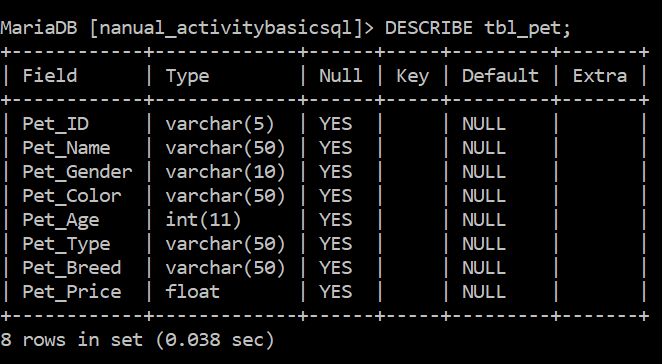 MariaDB [nanual_activitybasicsql]> DESCRIBE tbl_pet;
+------------+-------------+------+-----+---------+-------+
| Field      | Type        | Null | Key | Default | Extra |
+------------+-------------+------+-----+---------+-------+
| Pet_ID     | varchar(5)  | YES  |     | NULL    |       |
| Pet_Name   | varchar(50) | YES  |     | NULL    |       |
| Pet_Gender | varchar(10) | YES  |     | NULL    |       |
| Pet_Color  | varchar(50) | YES  |     | NULL    |       |
| Pet_Age    | int(11)     | YES  |     | NULL    |       |
| Pet_Type   | varchar(50) | YES  |     | NULL    |       |
| Pet_Breed  | varchar(50) | YES  |     | NULL    |       |
| Pet_Price  | float       | YES  |     | NULL    |       |
+------------+-------------+------+-----+---------+-------+
8 rows in set (0.038 sec)